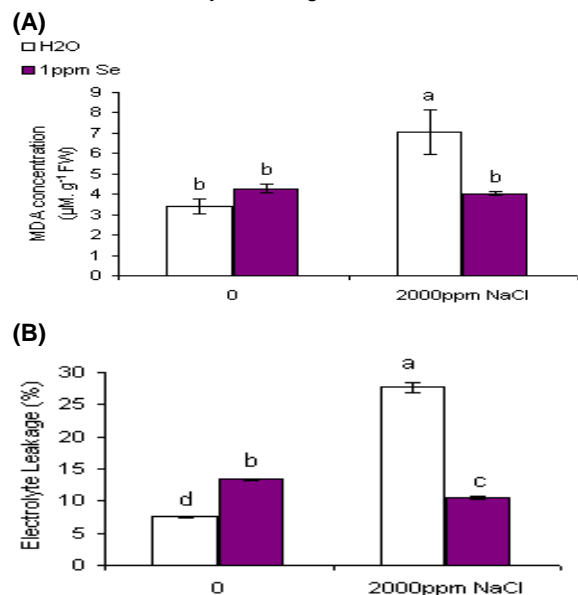 (A)
H2O
1ppm Se
MDA concentration
(µM. g⁻¹ FW)
9
8
7
6
5
4
3
2
1
0
b
b
a
b
0
2000ppm NaCl
(B)
Electrolyte Leakage (%)
30
25
20
15
10
5
0
d
b
a
c
0
2000ppm NaCl